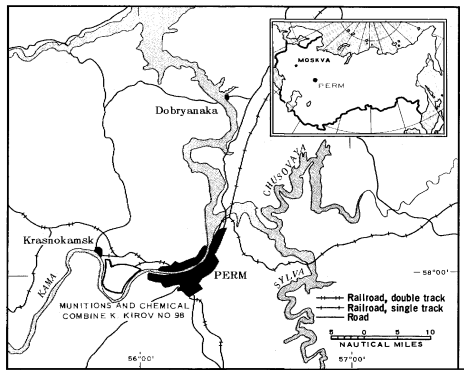 MOSKVA
PERM
Dobryanaka
CHUSOVAYA
Krasnokamsk
KAMA
PERM
SYLVA
58°00'
MUNITIONS AND CHEMICAL
COMBINE K. KIROV NO 98
Railroad, double track
Railroad, single track
Road
5 0 5 10
NAUTICAL MILES
56°00'
57°00'